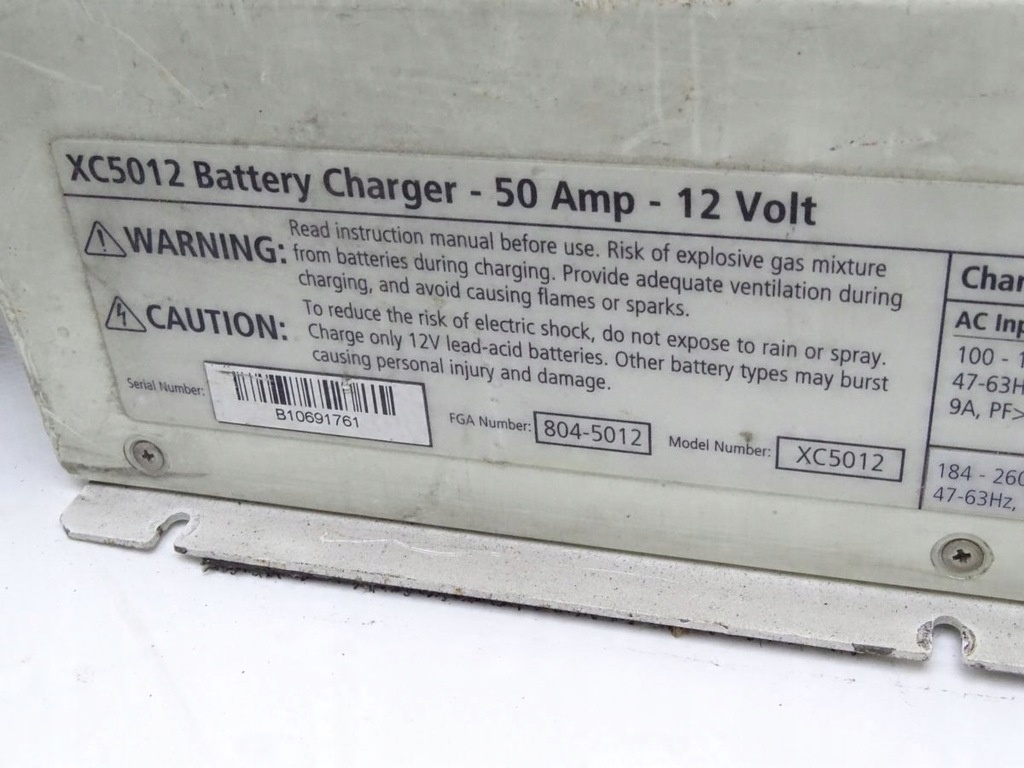 XC5012 Battery Charger - 50 Amp - 12 Volt
WARNING: Read instruction manual before use. Risk of explosive gas mixture
from batteries during charging. Provide adequate ventilation during
charging, and avoid causing flames or sparks.
CAUTION: To reduce the risk of electric shock, do not expose to rain or spray.
Charge only 12V lead-acid batteries. Other battery types may burst
causing personal injury and damage.
Serial Number: B10691761
FGA Number: 804-5012
Model Number: XC5012
AC
100 -
9A, PF>
184 - 260
47-63Hz,